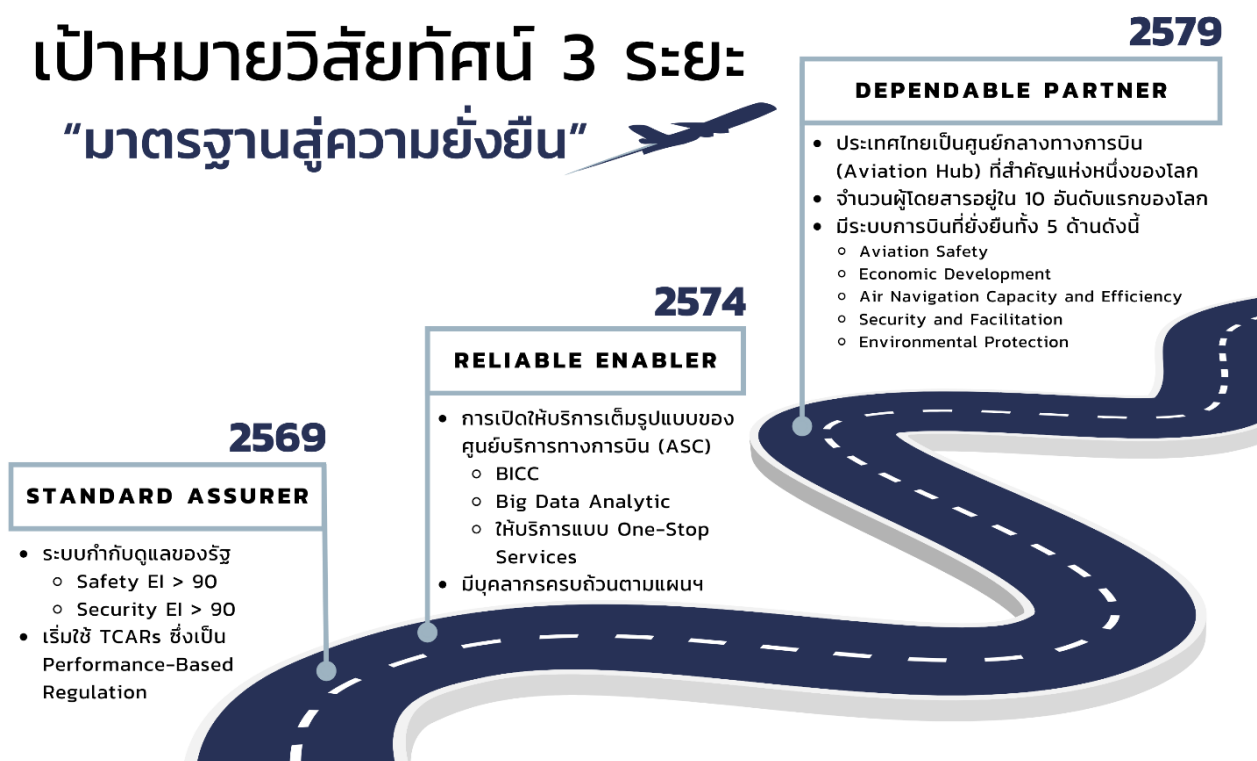 เป้าหมายวิสัยทัศน์ 3 ระยะ
“มาตรฐานสู่ความยั่งยืน”
2569
STANDARD ASSURER
• ระบบกำกับดูแลของรัฐ
○ Safety EI > 90
○ Security EI > 90
• เริ่มใช้ TCARs ซึ่งเป็น
Performance-Based
Regulation
2574
RELIABLE ENABLER
• การเปิดให้บริการเต็มรูปแบบของ
ศูนย์บริการทางการบิน (ASC)
○ BICC
○ Big Data Analytic
○ ให้บริการแบบ One-Stop
Services
• มีบุคลากรครบถ้วนตามแผนฯ
2579
DEPENDABLE PARTNER
• ประเทศไทยเป็นศูนย์กลางทางการบิน
(Aviation Hub) ที่สำคัญแห่งหนึ่งของโลก
• จำนวนผู้โดยสารอยู่ใน 10 อันดับแรกของโลก
• มีระบบการบินที่ยั่งยืนทั้ง 5 ด้านดังนี้
○ Aviation Safety
○ Economic Development
○ Air Navigation Capacity and Efficiency
○ Security and Facilitation
○ Environmental Protection